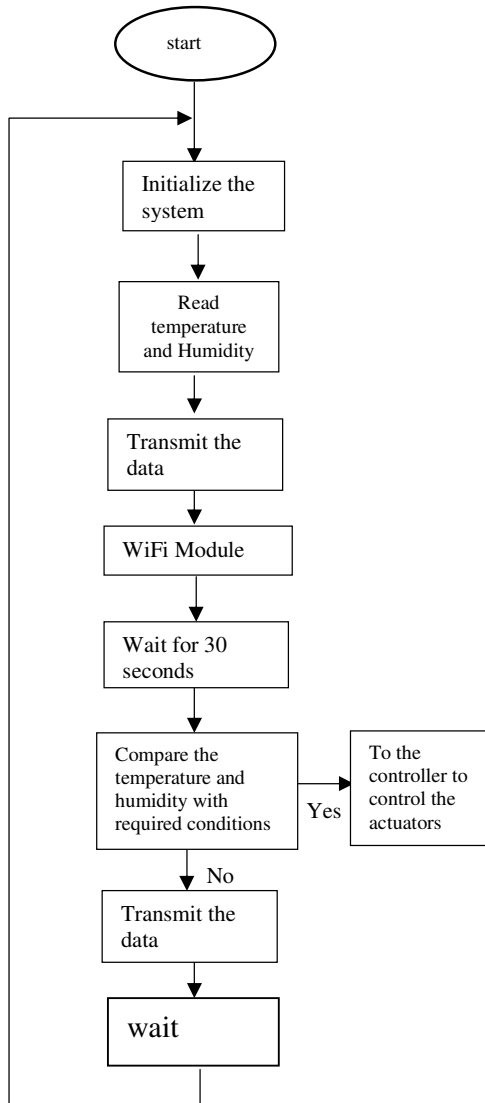 start
Initialize the
system
Read
temperature
and Humidity
Transmit the
data
WiFi Module
Wait for 30
seconds
Compare the
temperature and
humidity with
required conditions
Yes
To the
controller to
control the
actuators
No
Transmit the
data
wait